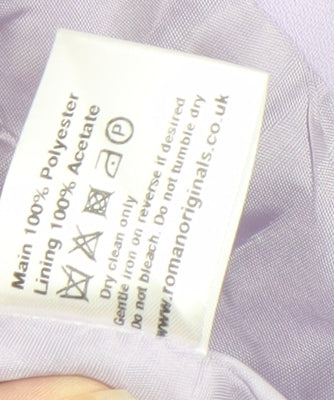 Main 100% Polyester
Lining 100% Acetate
P
Dry clean only
Gentle iron on reverse if desired
Do not bleach. Do not tumble dry
www.romanoriginals.co.uk